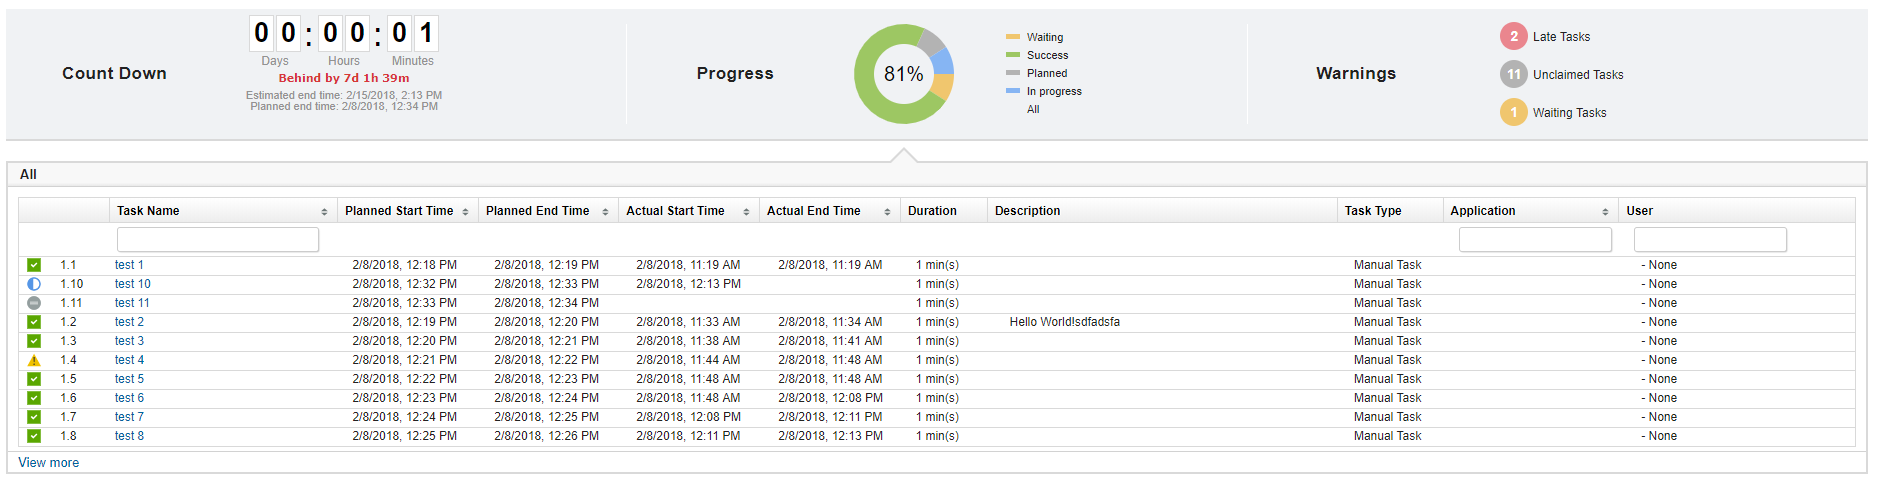 Count Down
00:00:01
Days Hours Minutes
Behind by 7d 1h 39m
Estimated end time: 2/15/2018, 2:13 PM
Planned end time: 2/8/2018, 12:34 PM
Progress
81%
Waiting
Success
Planned
In progress
All
Warnings
2 Late Tasks
11 Unclaimed Tasks
1 Waiting Tasks
All
Task Name Planned Start Time Planned End Time Actual Start Time Actual End Time Duration Description Task Type Application User
1.1 test 1 2/8/2018, 12:18 PM 2/8/2018, 12:19 PM 2/8/2018, 11:19 AM 2/8/2018, 11:19 AM 1 min(s) Manual Task - None
1.10 test 10 2/8/2018, 12:32 PM 2/8/2018, 12:33 PM 2/8/2018, 12:13 PM 1 min(s) Manual Task - None
1.11 test 11 2/8/2018, 12:33 PM 2/8/2018, 12:34 PM 1 min(s) Manual Task - None
1.2 test 2 2/8/2018, 12:19 PM 2/8/2018, 12:20 PM 2/8/2018, 11:33 AM 2/8/2018, 11:34 AM 1 min(s) Hello World!sdfadsfa Manual Task - None
1.3 test 3 2/8/2018, 12:20 PM 2/8/2018, 12:21 PM 2/8/2018, 11:38 AM 2/8/2018, 11:41 AM 1 min(s) Manual Task - None
1.4 test 4 2/8/2018, 12:21 PM 2/8/2018, 12:22 PM 2/8/2018, 11:44 AM 2/8/2018, 11:48 AM 1 min(s) Manual Task - None
1.5 test 5 2/8/2018, 12:22 PM 2/8/2018, 12:23 PM 2/8/2018, 11:48 AM 2/8/2018, 11:48 AM 1 min(s) Manual Task - None
1.6 test 6 2/8/2018, 12:23 PM 2/8/2018, 12:24 PM 2/8/2018, 11:48 AM 2/8/2018, 12:08 PM 1 min(s) Manual Task - None
1.7 test 7 2/8/2018, 12:24 PM 2/8/2018, 12:25 PM 2/8/2018, 12:08 PM 2/8/2018, 12:11 PM 1 min(s) Manual Task - None
1.8 test 8 2/8/2018, 12:25 PM 2/8/2018, 12:26 PM 2/8/2018, 12:11 PM 2/8/2018, 12:13 PM 1 min(s) Manual Task - None
View more